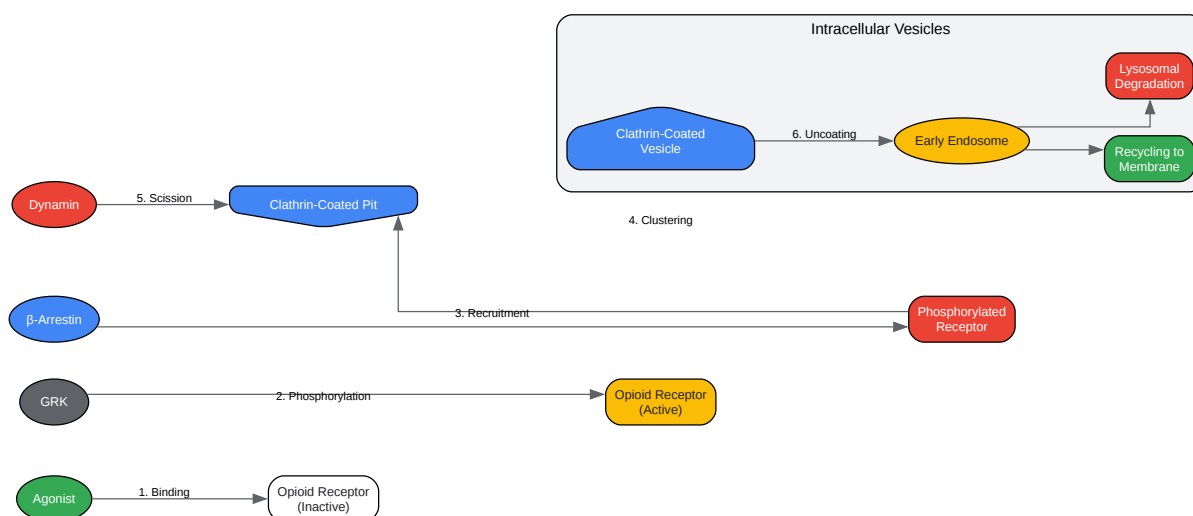 Intracellular Vesicles
Lysosomal
Degradation
Clathrin-Coated
Vesicle
6. Uncoating
Early Endosome
Recycling to
Membrane
Dynamin
5. Scission
Clathrin-Coated Pit
4. Clustering
β-Arrestin
3. Recruitment
Phosphorylated
Receptor
GRK
2. Phosphorylation
Opioid Receptor
(Active)
Agonist
1. Binding
Opioid Receptor
(Inactive)